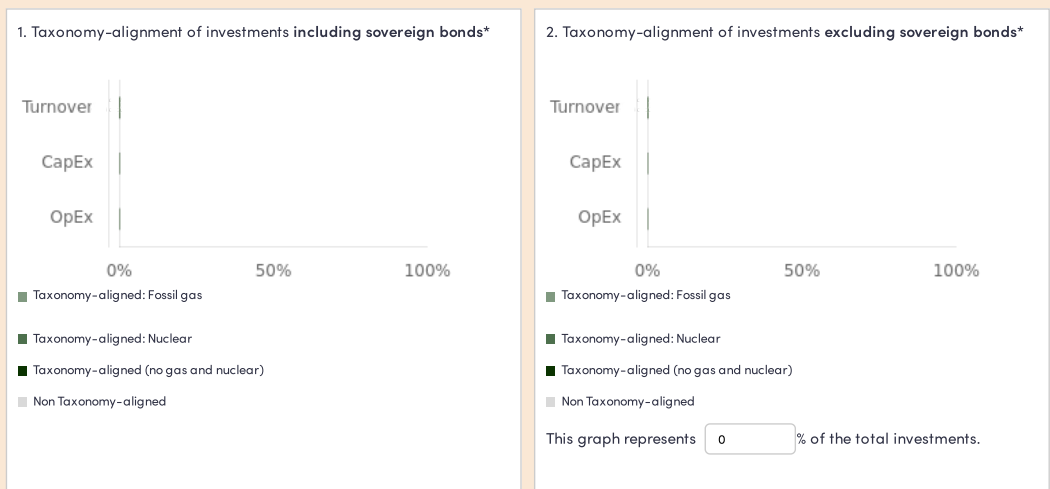 1. Taxonomy-alignment of investments including sovereign bonds*
Turnover
CapEx
OpEx
0% 50% 100%
Taxonomy-aligned: Fossil gas
Taxonomy-aligned: Nuclear
Taxonomy-aligned (no gas and nuclear)
Non Taxonomy-aligned
2. Taxonomy-alignment of investments excluding sovereign bonds*
Turnover
CapEx
OpEx
0% 50% 100%
Taxonomy-aligned: Fossil gas
Taxonomy-aligned: Nuclear
Taxonomy-aligned (no gas and nuclear)
Non Taxonomy-aligned
This graph represents 0 % of the total investments.